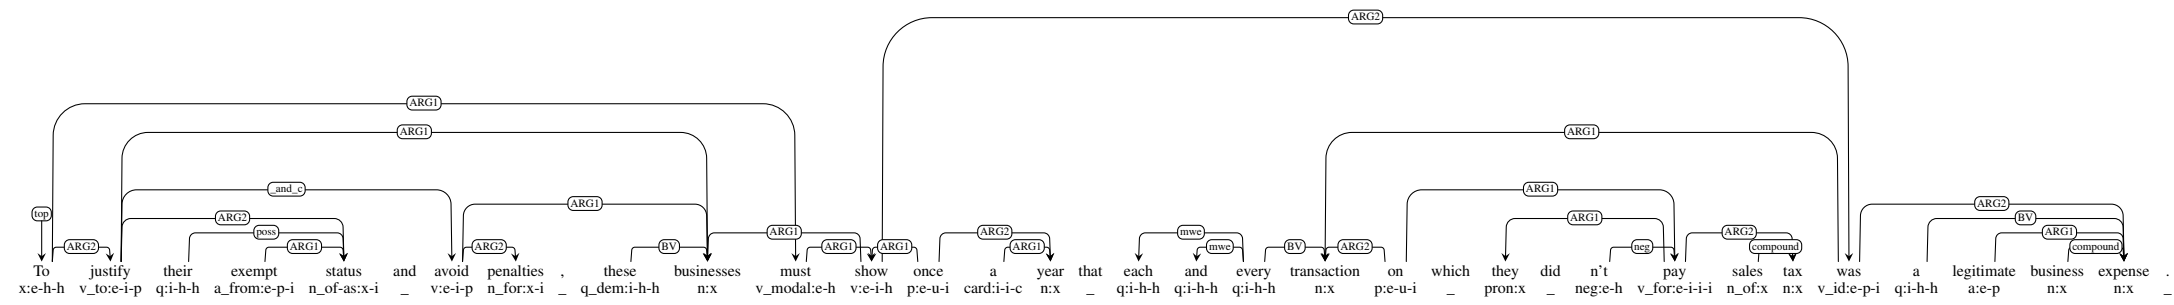 ARG2
ARG1
ARG1 ARG1
_and_c ARG1
ARG1 ARG2
top ARG2 ARG1 ARG2
poss ARG1 ARG2 mwe BV
ARG2 ARG1 ARG2 BV ARG1 ARG1 ARG1 mwe BV ARG2 neg compound ARG1 compound
To justify their exempt status and avoid penalties , these businesses must show once a year that each and every transaction on which they did n't pay sales tax was a legitimate business expense .
x:e-h-h v_to:e-i-p q:i-h-h a_from:e-p-i n_of-as:x-i _ v:e-i-p n_for:x-i _ q_dem:i-h-h n:x v_modal:e-h v:e-i-h p:e-u-i card:i-i-c n:x _ q:i-h-h q:i-h-h q:i-h-h n:x p:e-u-i _ pron:x _ neg:e-h v_for:e-i-i-i n_of:x n:x v_id:e-p-i q:i-h-h a:e-p n:x n:x _